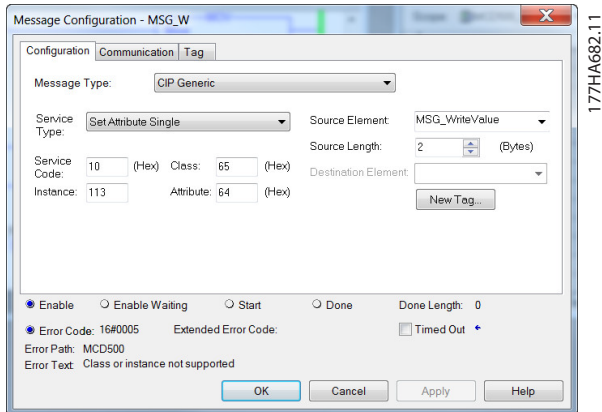 Message Configuration - MSG_W
Configuration Communication Tag
Message Type: CIP Generic
Service Type: Set Attribute Single Source Element: MSG_WriteValue
Source Length: 2 (Bytes)
Service Code: 10 (Hex) Class: 65 (Hex) Destination Element:
Instance: 113 Attribute: 64 (Hex) New Tag...
Enable Enable Waiting Start Done Done Length: 0
Error Code: 16#0005 Extended Error Code: Timed Out
Error Path: MCD500
Error Text: Class or instance not supported
OK Cancel Apply Help
177HA682.11